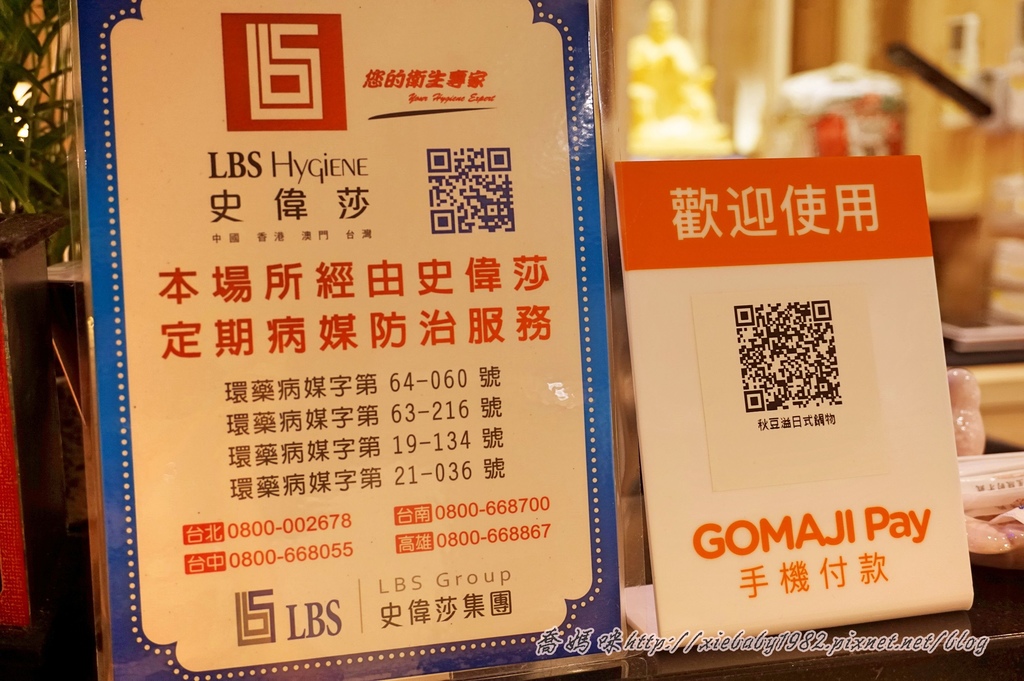 您的衛生專家
Your Hygiene Expert
LBS HYGIENE
史偉莎
中國 香港 澳門 台灣
本場所經由史偉莎
定期病媒防治服務
環藥病媒字第 64-060 號
環藥病媒字第 63-216 號
環藥病媒字第 19-134 號
環藥病媒字第 21-036 號
台北 0800-002678
台南 0800-668700
台中 0800-668055
高雄 0800-668867
LBS
LBS Group
史偉莎集團
歡迎使用
秋豆溢日式鍋物
GOMAJI Pay
手機付款
喬媽咪http://xiebaby1982.pixnet.net/blog